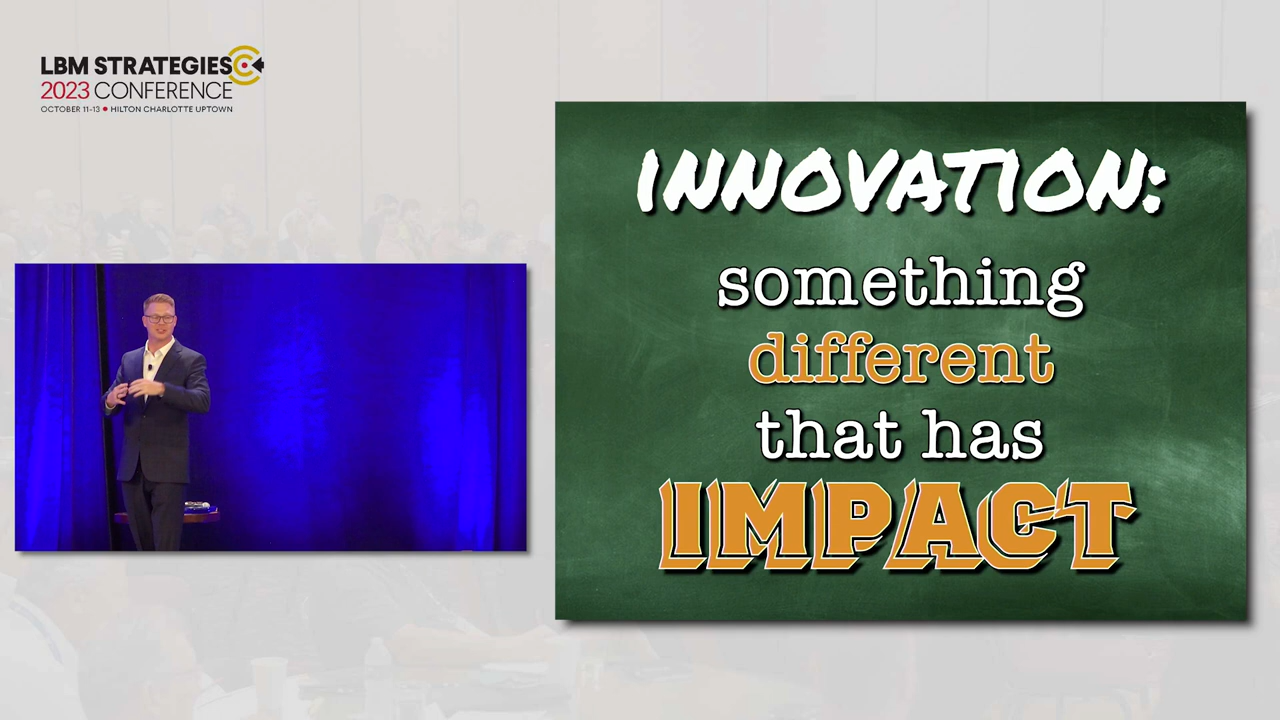 LBM STRATEGIES
2023 CONFERENCE
OCTOBER 11-13 • HILTON CHARLOTTE UPTOWN
INNOVATION:
something
different
that has
IMPACT